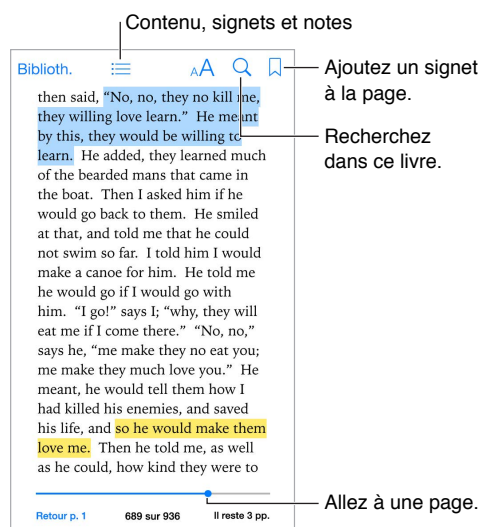 Contenu, signets et notes
Biblioth.
AA
Ajoutez un signet
à la page.
Recherchez
dans ce livre.
then said, “No, no, they no kill me,
they willing love learn.” He meant
by this, they would be willing to
learn. He added, they learned much
of the bearded mans that came in
the boat. Then I asked him if he
would go back to them. He smiled
at that, and told me that he could
not swim so far. I told him I would
make a canoe for him. He told me
he would go if I would go with
him. “I go!” says I; “why, they will
eat me if I come there.” “No, no,”
says he, “me make they no eat you;
me make they much love you.” He
meant, he would tell them how I
had killed his enemies, and saved
his life, and so he would make them
love me. Then he told me, as well
as he could, how kind they were to
Allez à une page.
Retour p. 1 689 sur 936 Il reste 3 pp.